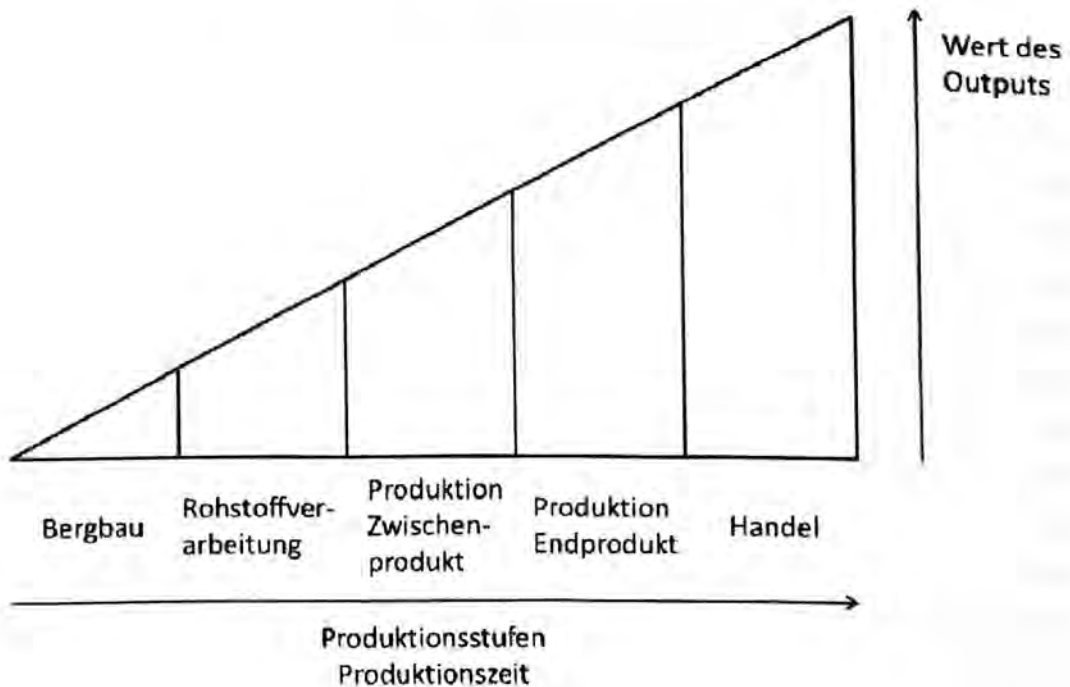 Wert des
Outputs
Bergbau
Rohstoffver-
arbeitung
Produktion
Zwischen-
produkt
Produktion
Endprodukt
Handel
Produktionsstufen
Produktionszeit